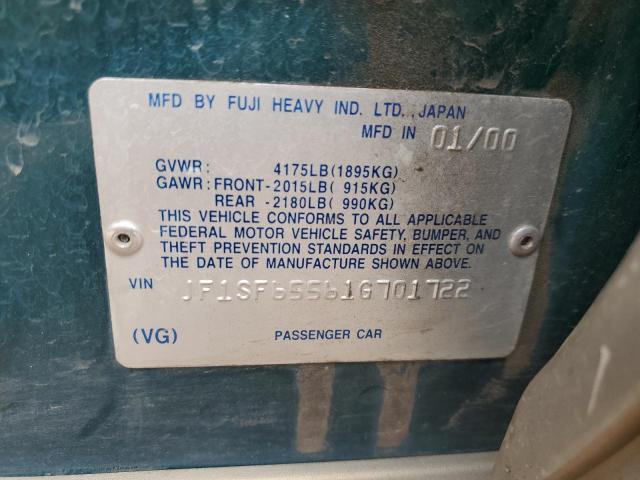 MFD BY FUJI HEAVY IND. LTD., JAPAN
MFD IN 01/00
GVWR: 4175LB(1895KG)
GAWR: FRONT-2015LB( 915KG)
REAR -2180LB( 990KG)
THIS VEHICLE CONFORMS TO ALL APPLICABLE
FEDERAL MOTOR VEHICLE SAFETY, BUMPER, AND
THEFT PREVENTION STANDARDS IN EFFECT ON
THE DATE OF MANUFACTURE SHOWN ABOVE.
VIN JF1SF65561G701722
(VG) PASSENGER CAR